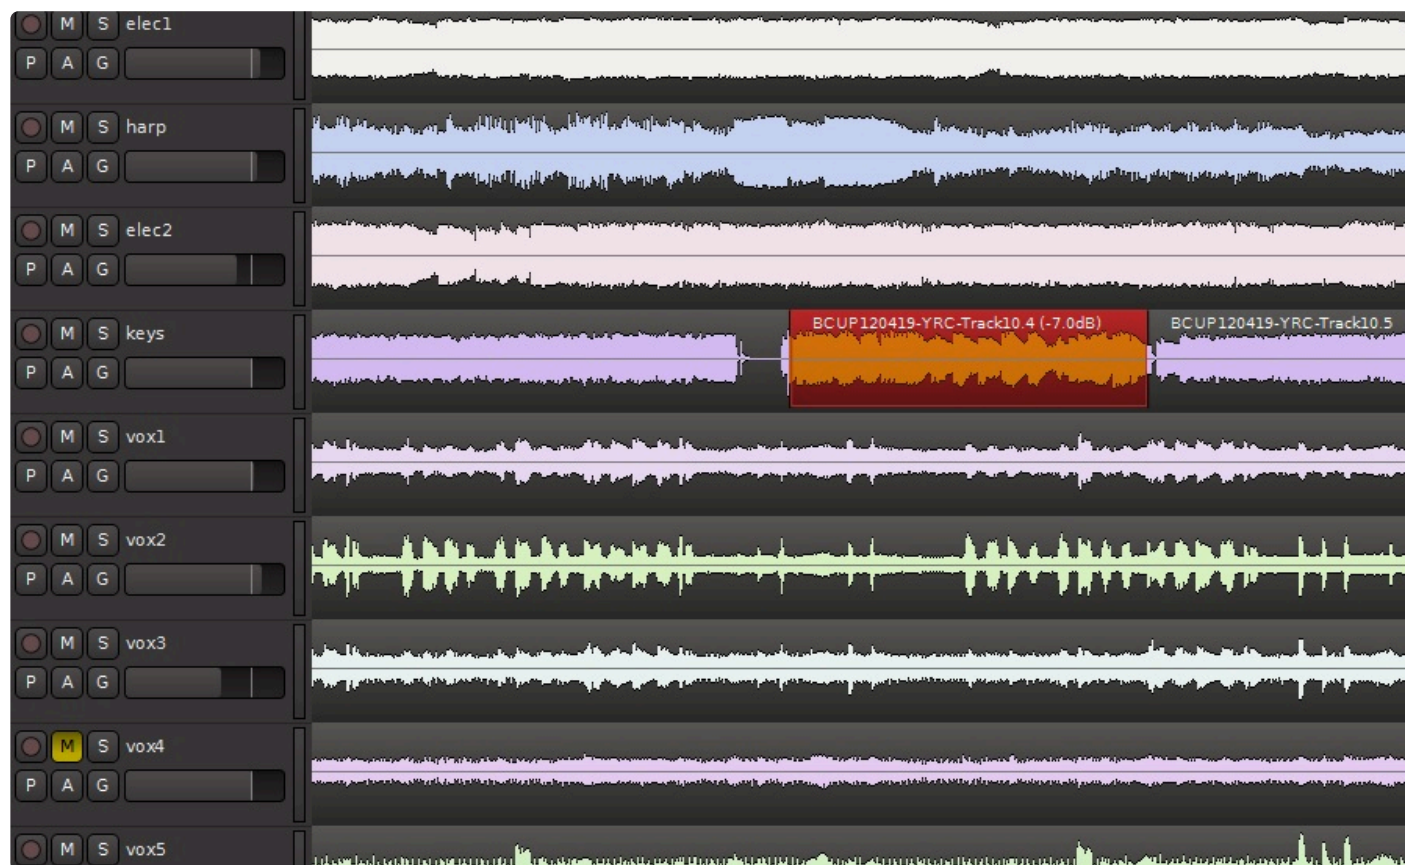 M S elec1
P A G
M S harp
P A G
M S elec2
P A G
M S keys BCUP120419-YRC-Track10.4 (-7.0dB) BCUP120419-YRC-Track10.5
P A G
M S vox1
P A G
M S vox2
P A G
M S vox3
P A G
M S vox4
P A G
M S vox5